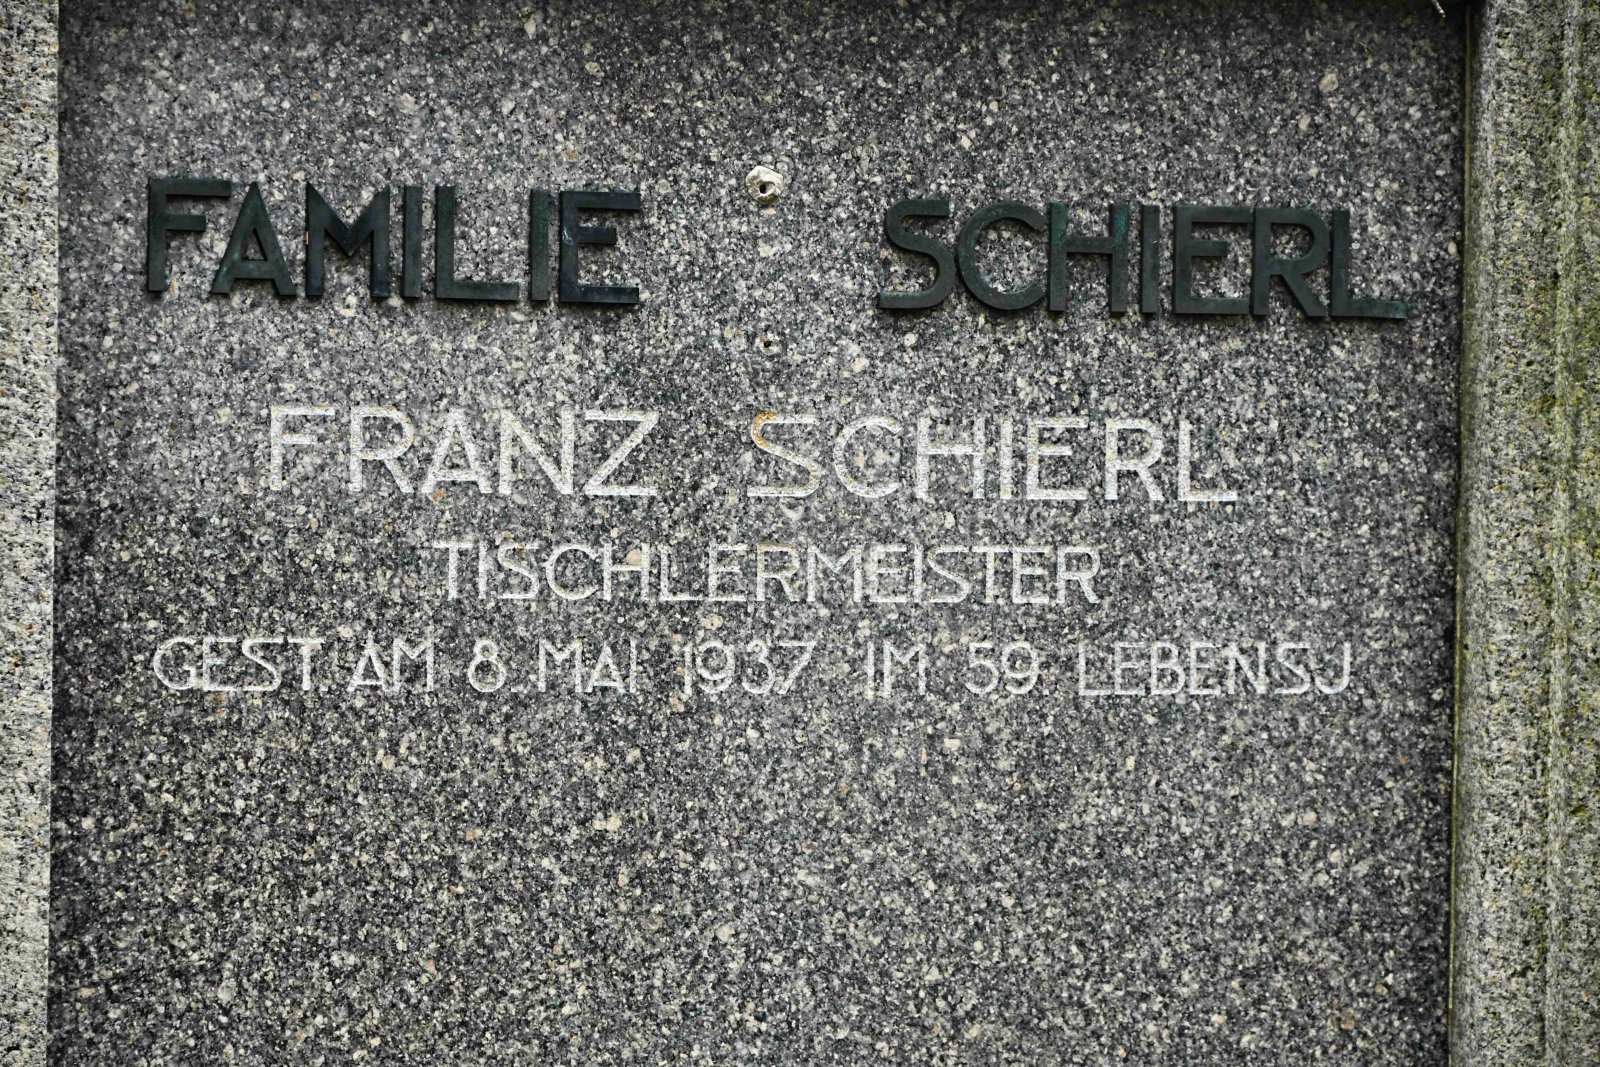 FAMILIE SCHIERL
FRANZ SCHIERL
TISCHLERMEISTER
GEST AM 8. MAI 1937 IM 59. LEBENSJ.